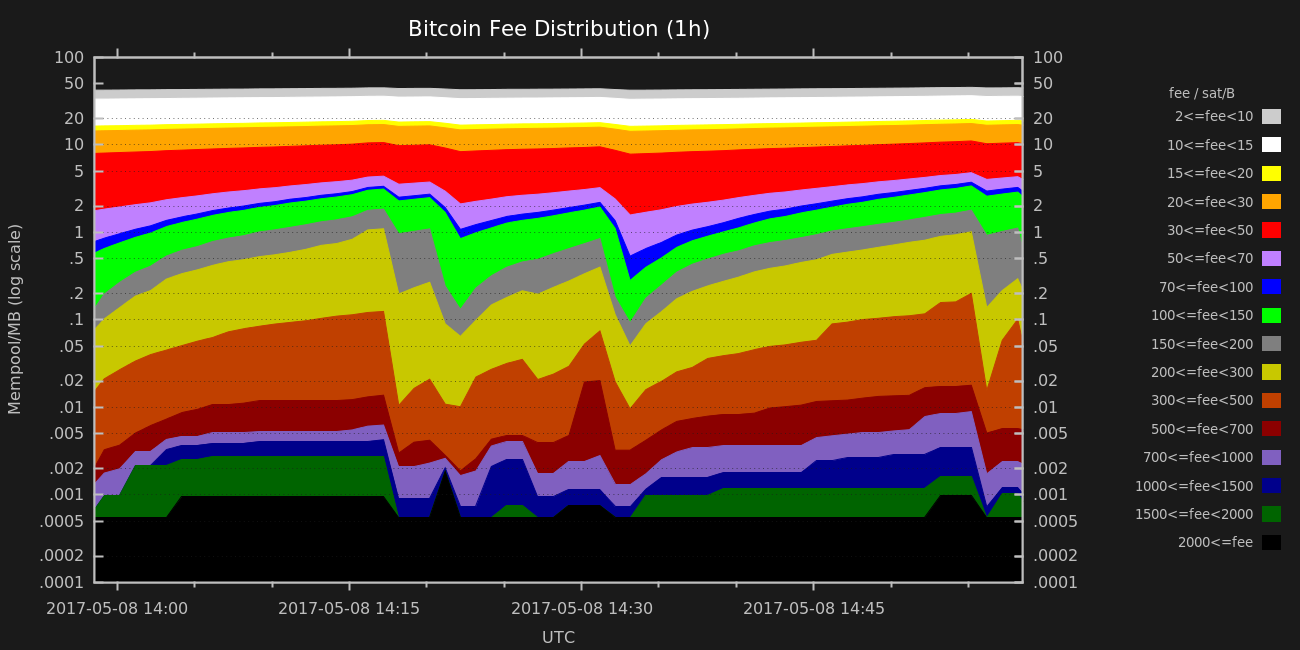 Bitcoin Fee Distribution (1h)
100
50
20
10
5
2
1
.5
.2
.1
.05
.02
.01
.005
.002
.001
.0005
.0002
.0001
Mempool/MB (log scale)
100
50
20
10
5
2
1
.5
.2
.1
.05
.02
.01
.005
.002
.001
.0005
.0002
.0001
2017-05-08 14:00
2017-05-08 14:15
2017-05-08 14:30
2017-05-08 14:45
UTC
fee / sat/B
2<=fee<10
10<=fee<15
15<=fee<20
20<=fee<30
30<=fee<50
50<=fee<70
70<=fee<100
100<=fee<150
150<=fee<200
200<=fee<300
300<=fee<500
500<=fee<700
700<=fee<1000
1000<=fee<1500
1500<=fee<2000
2000<=fee